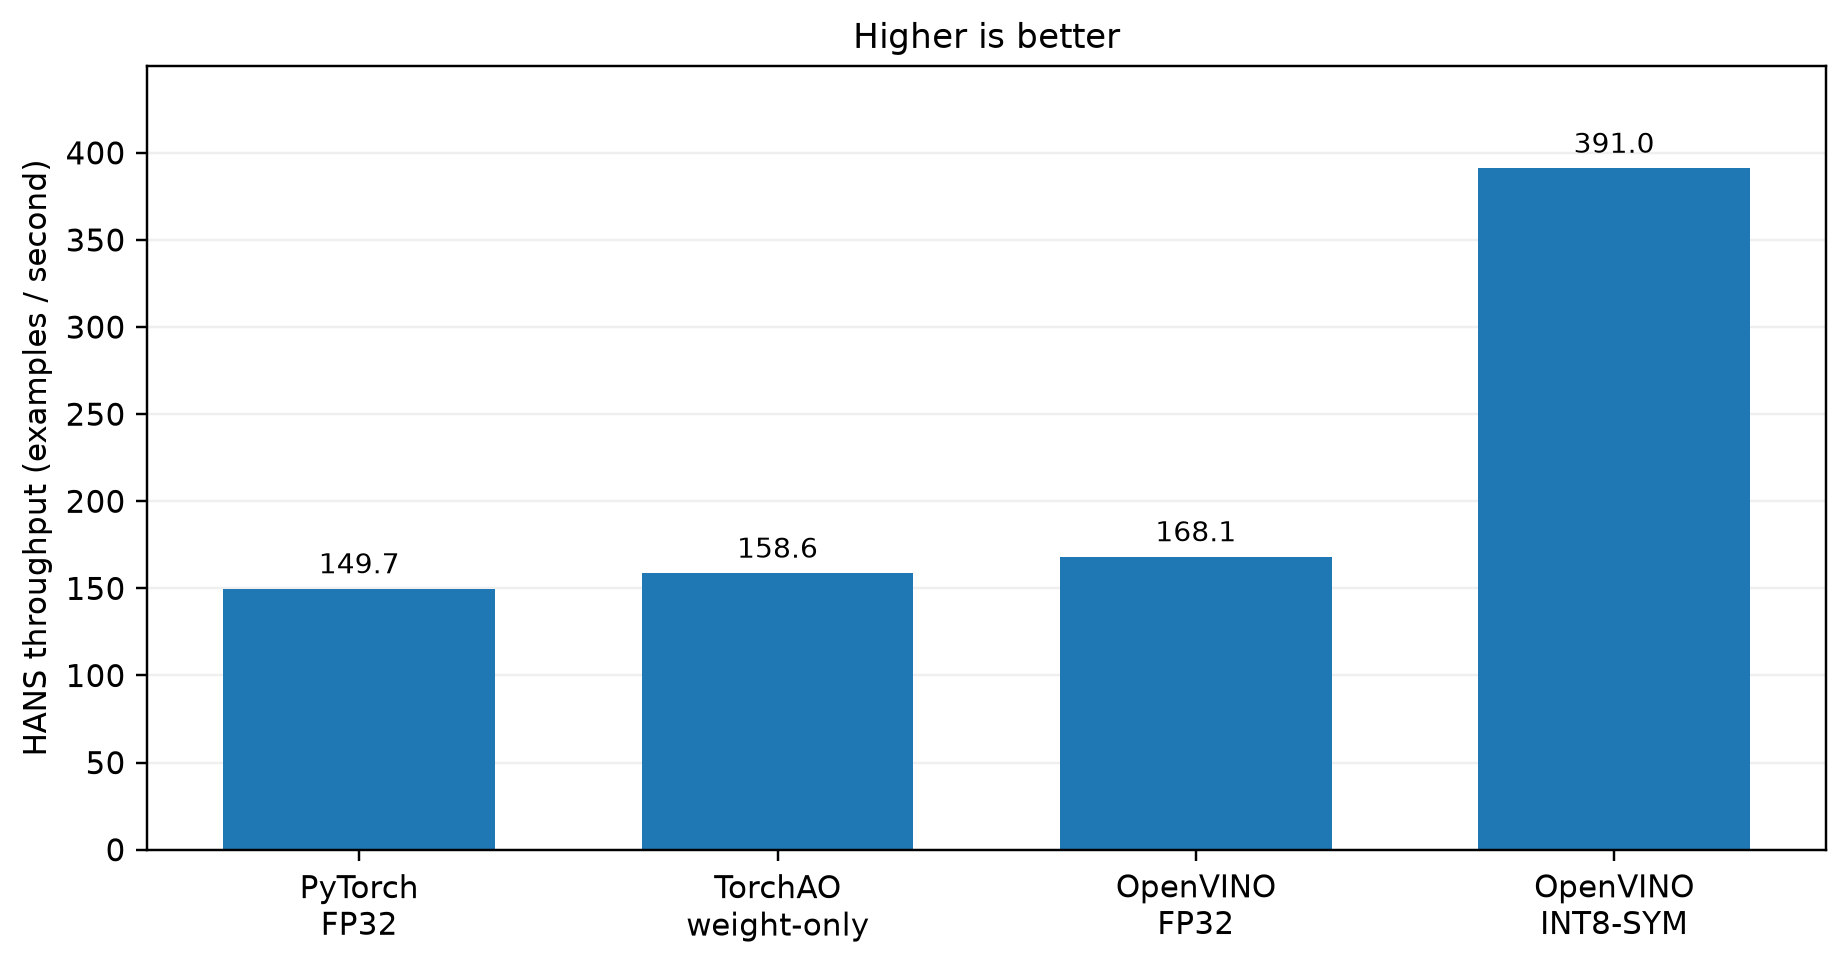 Higher is better
HANS throughput (examples / second)
400
350
300
250
200
150
100
50
0
149.7
158.6
168.1
391.0
PyTorch
FP32
TorchAO
weight-only
OpenVINO
FP32
OpenVINO
INT8-SYM